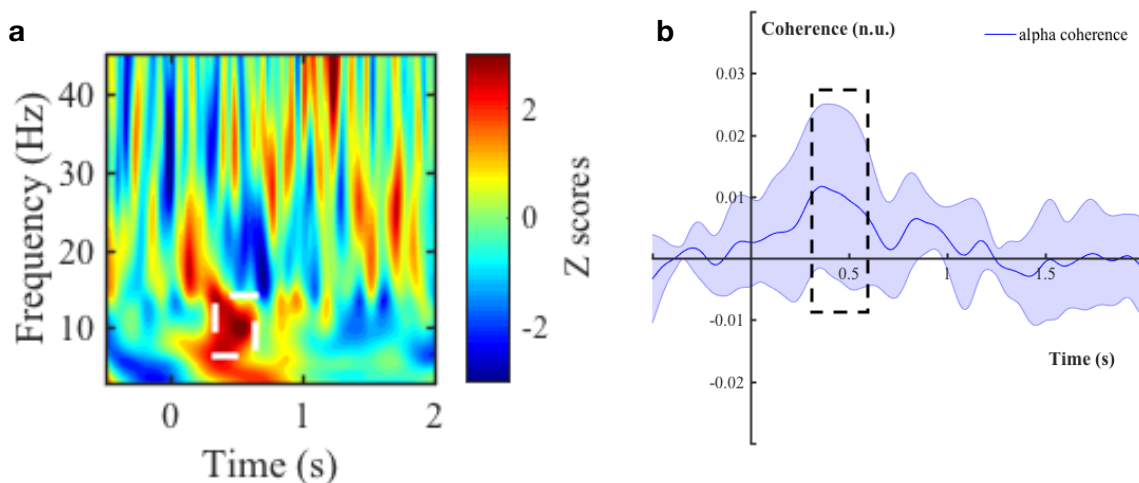 a
Frequency (Hz)
40
30
20
10
0
1
2
Time (s)
2
0
-2
Z scores
b
Coherence (n.u.)
alpha coherence
0.03
0.02
0.01
0
-0.01
-0.02
0.5
1
1.5
Time (s)